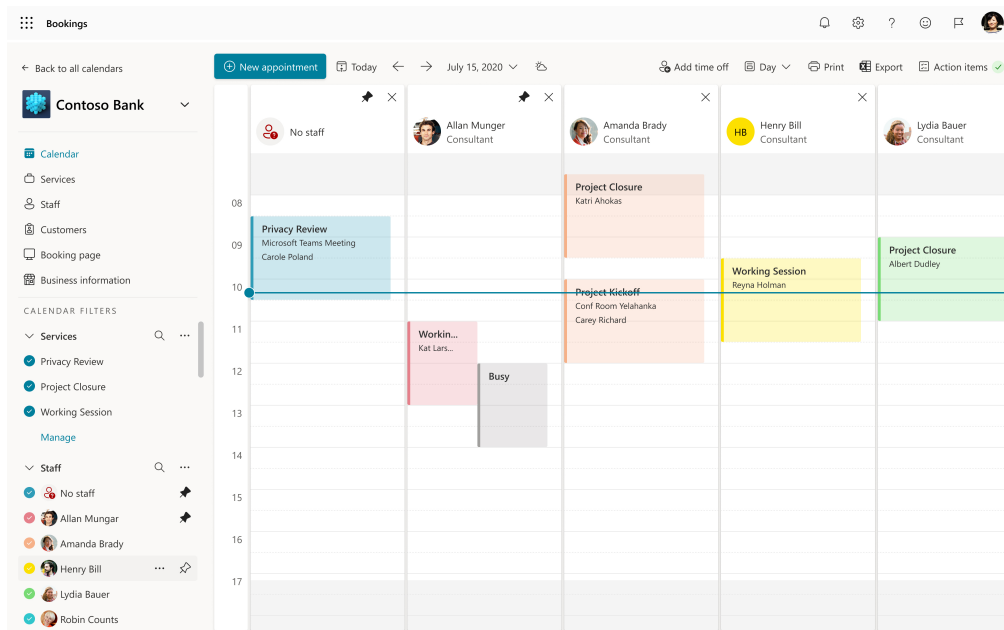 Bookings
Back to all calendars
New appointment
Today
July 15, 2020
Add time off
Day
Print
Export
Action items
Contoso Bank
No staff
Allan Munger
Consultant
Amanda Brady
Consultant
HB
Henry Bill
Consultant
Lydia Bauer
Consultant
Calendar
Services
Staff
Customers
Booking page
Business information
CALENDAR FILTERS
Services
Privacy Review
Project Closure
Working Session
Manage
Staff
No staff
Allan Mungar
Amanda Brady
Henry Bill
Lydia Bauer
Robin Counts
08
09
10
11
12
13
14
15
16
17
Privacy Review
Microsoft Teams Meeting
Carole Poland
Workin...
Kat Lars...
Busy
Project Closure
Katri Ahokas
Project Kickoff
Conf Room Yelahanka
Carey Richard
Working Session
Reyna Holman
Project Closure
Albert Dudley